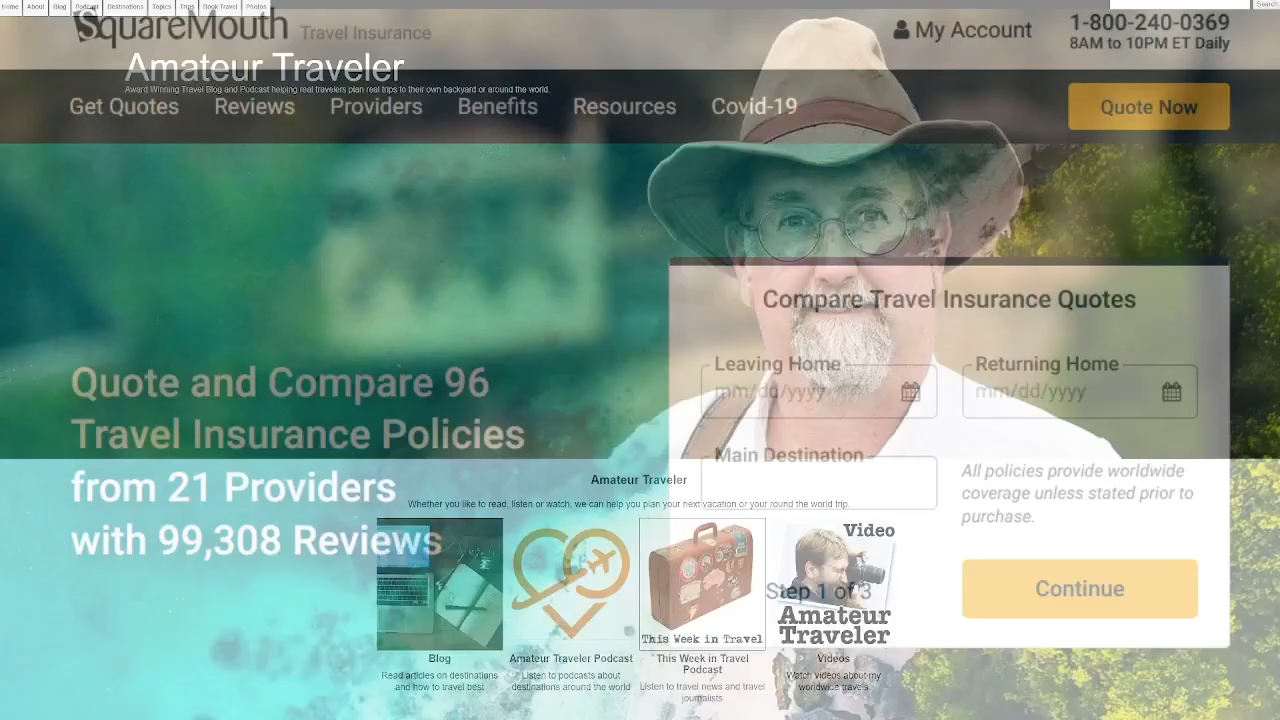 Home About Blog Podcast Destinations Topics Trips Book Travel Photos Search
SquareMouth Travel Insurance
My Account
1-800-240-0369
8AM to 10PM ET Daily
Amateur Traveler
Award Winning Travel Blog and Podcast helping real travelers plan real trips to their own backyard or around the world.
Get Quotes Reviews Providers Benefits Resources Covid-19 Quote Now
Compare Travel Insurance Quotes
Leaving Home Returning Home
mm/dd/yyyy mm/dd/yyyy
Quote and Compare 96
Travel Insurance Policies
from 21 Providers
with 99,308 Reviews
Main Destination
All policies provide worldwide
coverage unless stated prior to
purchase.
Continue
Step 1 of 3
Amateur Traveler
Whether you like to read, listen or watch, we can help you plan your next vacation or your round the world trip.
Video
Amateur
Traveler
This Week in Travel
Blog
Read articles on destinations
and how to travel best
Amateur Traveler Podcast
Listen to podcasts about
destinations around the world
This Week in Travel
Podcast
Listen to travel news and travel
journalists
Videos
Watch videos about my
worldwide travels